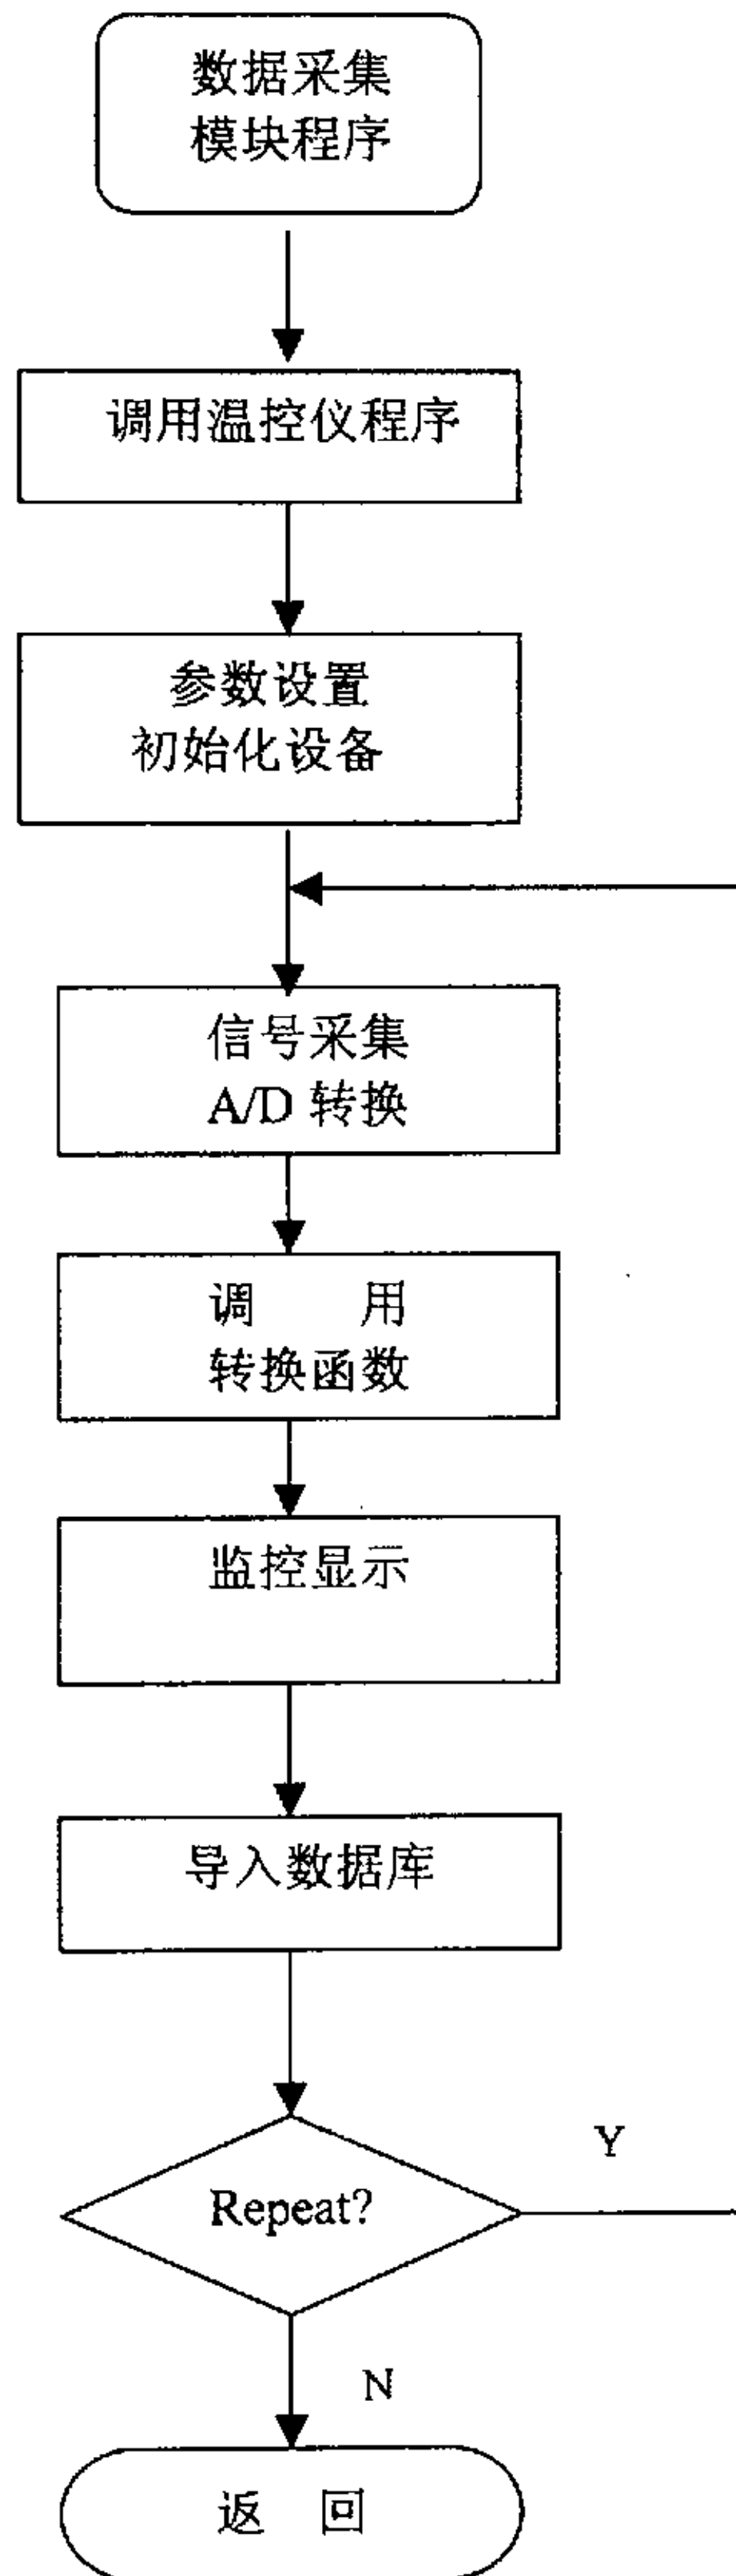 数据采集
模块程序
调用温控仪程序
参数设置
初始化设备
信号采集
A/D 转换
调 用
转换函数
监控显示
导入数据库
Repeat?
Y
N
返 回